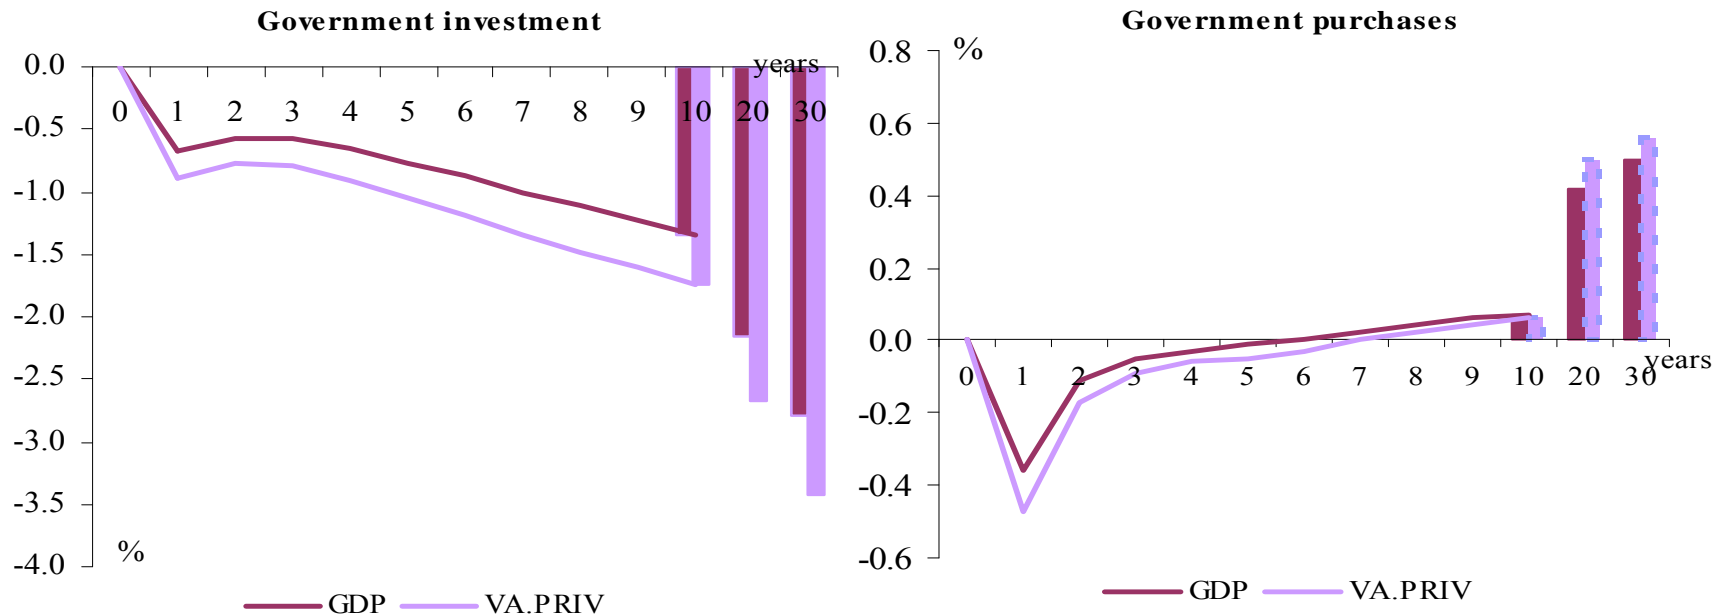 Government investment
0.0
-0.5
-1.0
-1.5
-2.0
-2.5
-3.0
-3.5
-4.0
years
0 1 2 3 4 5 6 7 8 9 10 20 30
%
GDP VA.PRIV
Government purchases
0.8
0.6
0.4
0.2
0.0
-0.2
-0.4
-0.6
%
0 1 2 3 4 5 6 7 8 9 10 20 30
years
GDP VA.PRIV